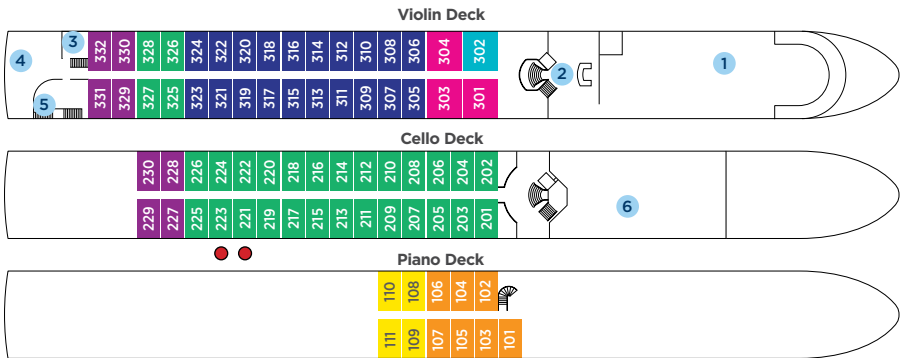 Violin Deck
3
4
332 330 328 326 324 322 320 318 316 314 312 310 308 306 304 302
2
1
5
331 329 327 325 323 321 319 317 315 313 311 309 307 305 303 301
Cello Deck
230 228 226 224 222 220 218 216 214 212 210 208 206 204 202
6
229 227 225 223 221 219 217 215 213 211 209 207 205 203 201
Piano Deck
110 108 106 104 102
111 109 107 105 103 101